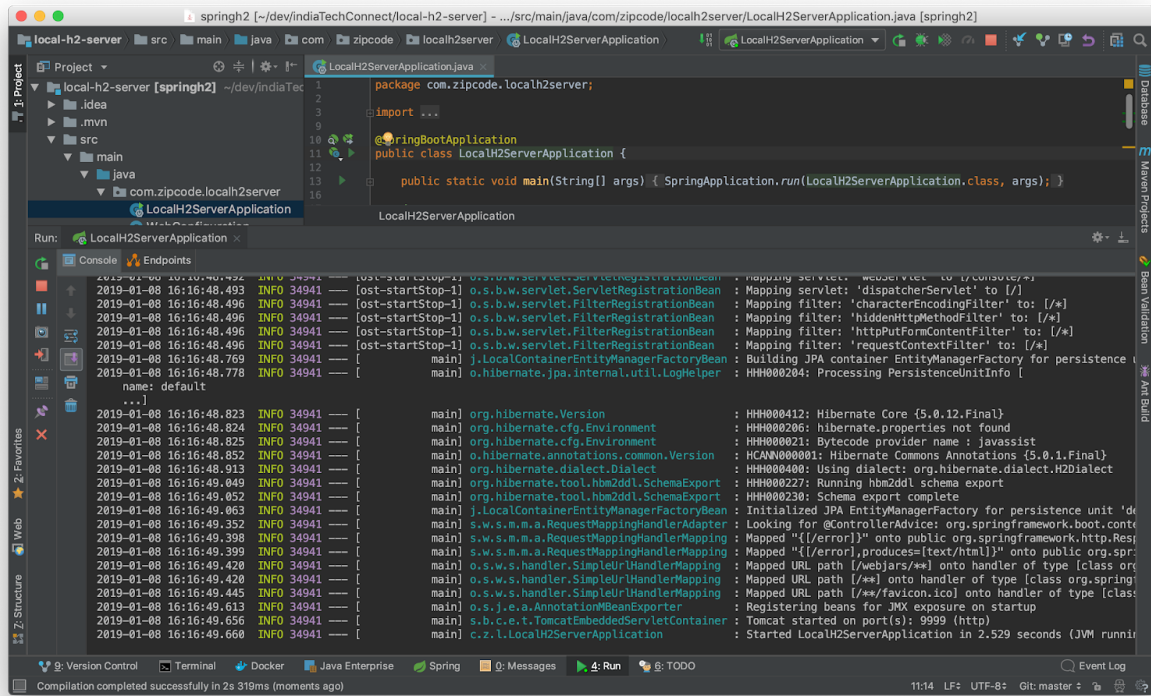 springh2 [~/dev/indiaTechConnect/local-h2-server] - .../src/main/java/com/zipcode/localh2server/LocalH2ServerApplication.java [springh2]
local-h2-server src main java com zipcode localh2server LocalH2ServerApplication LocalH2ServerApplication
1: Project
Project
LocalH2ServerApplication.java
local-h2-server [springh2] ~/dev/indiaTec
.idea
.mvn
src
main
java
com.zipcode.localh2server
LocalH2ServerApplication
WebConfiguration
1 package com.zipcode.localh2server;
2
3 import ...
9
10 @SpringBootApplication
11 public class LocalH2ServerApplication {
12
13 public static void main(String[] args) { SpringApplication.run(LocalH2ServerApplication.class, args); }
16
LocalH2ServerApplication
Database
Maven Projects
Bean Validation
Ant Build
Run: LocalH2ServerApplication
Console Endpoints
2019-01-08 16:16:48.492 INFO 34941 --- [ost-startStop-1] o.s.b.w.servlet.ServletRegistrationBean : Mapping servlet: 'webServlet' to [/console/*]
2019-01-08 16:16:48.493 INFO 34941 --- [ost-startStop-1] o.s.b.w.servlet.ServletRegistrationBean : Mapping servlet: 'dispatcherServlet' to [/]
2019-01-08 16:16:48.496 INFO 34941 --- [ost-startStop-1] o.s.b.w.servlet.FilterRegistrationBean : Mapping filter: 'characterEncodingFilter' to: [/*]
2019-01-08 16:16:48.496 INFO 34941 --- [ost-startStop-1] o.s.b.w.servlet.FilterRegistrationBean : Mapping filter: 'hiddenHttpMethodFilter' to: [/*]
2019-01-08 16:16:48.496 INFO 34941 --- [ost-startStop-1] o.s.b.w.servlet.FilterRegistrationBean : Mapping filter: 'httpPutFormContentFilter' to: [/*]
2019-01-08 16:16:48.496 INFO 34941 --- [ost-startStop-1] o.s.b.w.servlet.FilterRegistrationBean : Mapping filter: 'requestContextFilter' to: [/*]
2019-01-08 16:16:48.769 INFO 34941 --- [ main] j.LocalContainerEntityManagerFactoryBean : Building JPA container EntityManagerFactory for persistence u
2019-01-08 16:16:48.778 INFO 34941 --- [ main] o.hibernate.jpa.internal.util.LogHelper : HHH000204: Processing PersistenceUnitInfo [
name: default
...]
2019-01-08 16:16:48.823 INFO 34941 --- [ main] org.hibernate.Version : HHH000412: Hibernate Core {5.0.12.Final}
2019-01-08 16:16:48.824 INFO 34941 --- [ main] org.hibernate.cfg.Environment : HHH000206: hibernate.properties not found
2019-01-08 16:16:48.825 INFO 34941 --- [ main] org.hibernate.cfg.Environment : HHH000021: Bytecode provider name : javassist
2019-01-08 16:16:48.852 INFO 34941 --- [ main] o.hibernate.annotations.common.Version : HCANN000001: Hibernate Commons Annotations {5.0.1.Final}
2019-01-08 16:16:48.913 INFO 34941 --- [ main] org.hibernate.dialect.Dialect : HHH000400: Using dialect: org.hibernate.dialect.H2Dialect
2019-01-08 16:16:49.049 INFO 34941 --- [ main] org.hibernate.tool.hbm2ddl.SchemaExport : HHH000227: Running hbm2ddl schema export
2019-01-08 16:16:49.052 INFO 34941 --- [ main] org.hibernate.tool.hbm2ddl.SchemaExport : HHH000230: Schema export complete
2019-01-08 16:16:49.063 INFO 34941 --- [ main] j.LocalContainerEntityManagerFactoryBean : Initialized JPA EntityManagerFactory for persistence unit 'de
2019-01-08 16:16:49.352 INFO 34941 --- [ main] s.w.s.m.m.a.RequestMappingHandlerAdapter : Looking for @ControllerAdvice: org.springframework.boot.conte
2019-01-08 16:16:49.398 INFO 34941 --- [ main] s.w.s.m.m.a.RequestMappingHandlerMapping : Mapped "{[/error]}" onto public org.springframework.http.Resp
2019-01-08 16:16:49.399 INFO 34941 --- [ main] s.w.s.m.m.a.RequestMappingHandlerMapping : Mapped "{[/error],produces=[text/html]}" onto public org.spri
2019-01-08 16:16:49.420 INFO 34941 --- [ main] o.s.w.s.handler.SimpleUrlHandlerMapping : Mapped URL path [/webjars/**] onto handler of type [class org
2019-01-08 16:16:49.420 INFO 34941 --- [ main] o.s.w.s.handler.SimpleUrlHandlerMapping : Mapped URL path [/**] onto handler of type [class org.springf
2019-01-08 16:16:49.445 INFO 34941 --- [ main] o.s.w.s.handler.SimpleUrlHandlerMapping : Mapped URL path [/**/favicon.ico] onto handler of type [class
2019-01-08 16:16:49.613 INFO 34941 --- [ main] o.s.j.e.a.AnnotationMBeanExporter : Registering beans for JMX exposure on startup
2019-01-08 16:16:49.656 INFO 34941 --- [ main] s.b.c.e.t.TomcatEmbeddedServletContainer : Tomcat started on port(s): 9999 (http)
2019-01-08 16:16:49.660 INFO 34941 --- [ main] c.z.l.LocalH2ServerApplication : Started LocalH2ServerApplication in 2.529 seconds (JVM runnin
2: Favorites
Web
Z: Structure
9: Version Control Terminal Docker Java Enterprise Spring 0: Messages 4: Run 6: TODO Event Log
Compilation completed successfully in 2s 319ms (moments ago) 11:14 LF UTF-8 Git: master